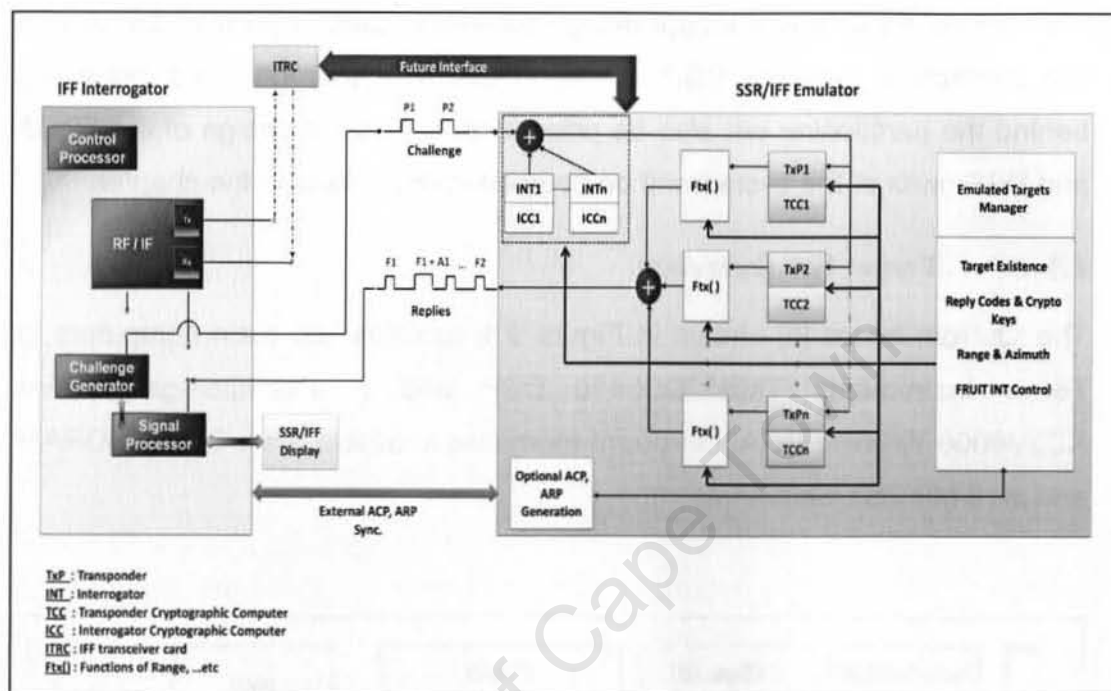 ITRC
Future Interface
IFF Interrogator
SSR/IFF Emulator
Control
Processor
RF / IF
Tx
Rx
P1 P2
Challenge
INT1 INTn
ICC1 ICCn
F1 F1 + A1 ... F2
Replies
Challenge
Generator
Signal
Processor
SSR/IFF
Display
External ACP, ARP
Sync.
Optional ACP,
ARP
Generation
Ftx( )
TxP1
TCC1
Ftx( )
TxP2
TCC2
Ftx( )
TxPn
TCCn
Emulated Targets
Manager
Target Existence
Reply Codes & Crypto
Keys
Range & Azimuth
FRUIT INT Control
TxP : Transponder
INT : Interrogator
TCC : Transponder Cryptographic Computer
ICC : Interrogator Cryptographic Computer
ITRC : IFF transceiver card
Ftx() : Functions of Range, ...etc
of Cape Town